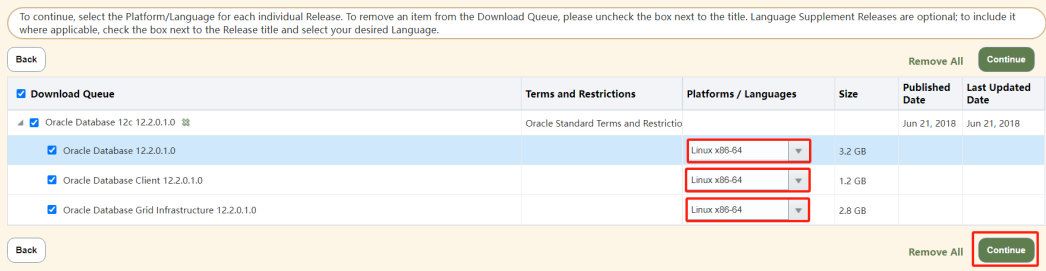 To continue, select the Platform/Language for each individual Release. To remove an item from the Download Queue, please uncheck the box next to the title. Language Supplement Releases are optional; to include it
where applicable, check the box next to the Release title and select your desired Language.
Back
Remove All
Continue
Download Queue
Terms and Restrictions
Platforms / Languages
Size
Published
Date
Last Updated
Date
Oracle Database 12c 12.2.0.1.0
Oracle Standard Terms and Restrictio
Jun 21, 2018
Jun 21, 2018
Oracle Database 12.2.0.1.0
Linux x86-64
3.2 GB
Oracle Database Client 12.2.0.1.0
Linux x86-64
1.2 GB
Oracle Database Grid Infrastructure 12.2.0.1.0
Linux x86-64
2.8 GB
Back
Remove All
Continue